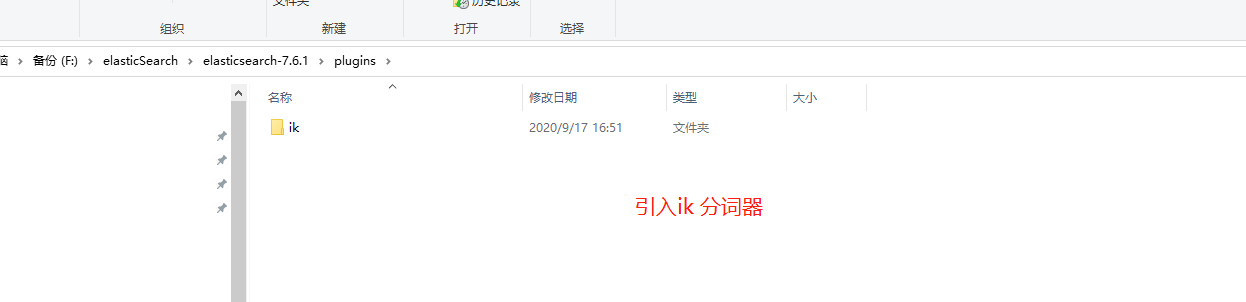 文件夹
历史记录
组织
新建
打开
选择
备份 (F:) > elasticSearch > elasticsearch-7.6.1 > plugins >
名称 修改日期 类型 大小
ik 2020/9/17 16:51 文件夹
引入ik 分词器